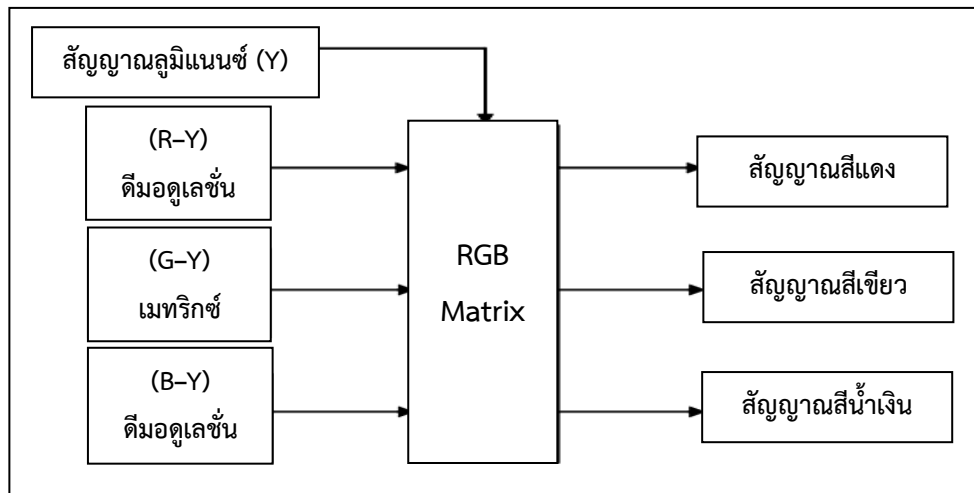 สัญญาณลูมิแนนซ์ (Y)
(R–Y)
ดีมอดูเลชั่น
(G–Y)
เมทริกซ์
(B–Y)
ดีมอดูเลชั่น
RGB
Matrix
สัญญาณสีแดง
สัญญาณสีเขียว
สัญญาณสีน้ำเงิน